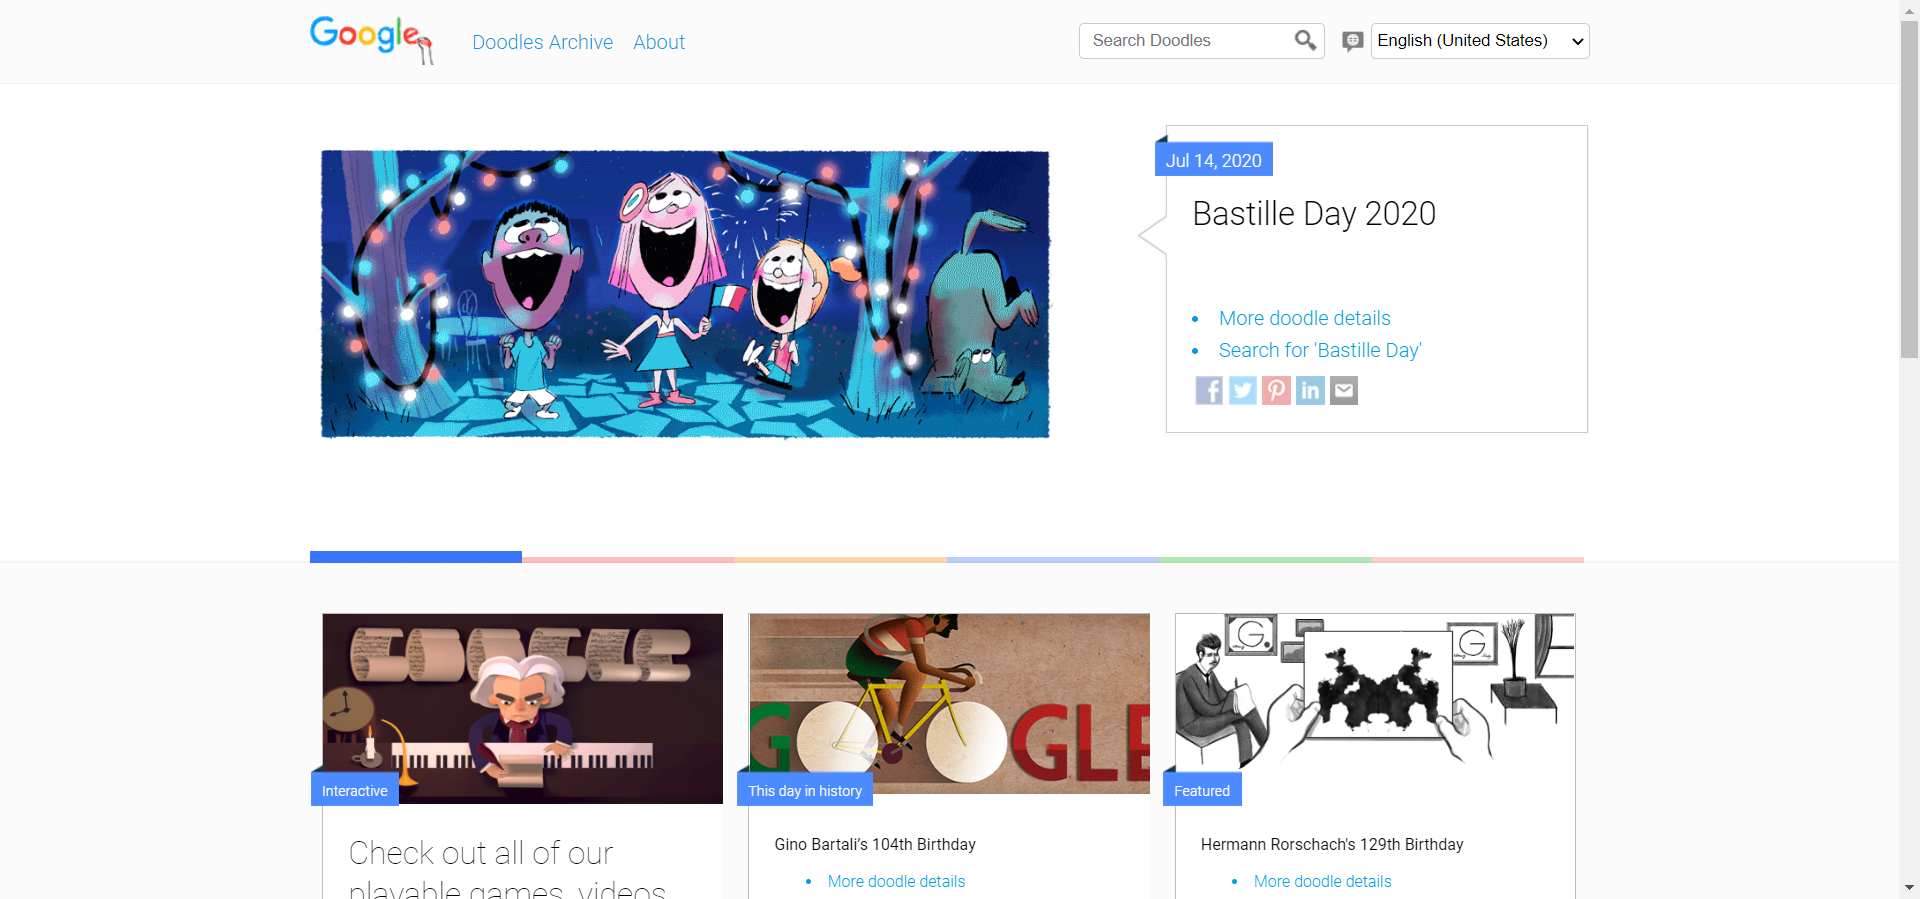 Google
Doodles Archive
About
Search Doodles
English (United States)
Jul 14, 2020
Bastille Day 2020
More doodle details
Search for 'Bastille Day'
GOOGLE
Interactive
Check out all of our
playable games, videos
G GLE
This day in history
Gino Bartali's 104th Birthday
More doodle details
G
G
Featured
Hermann Rorschach's 129th Birthday
More doodle details